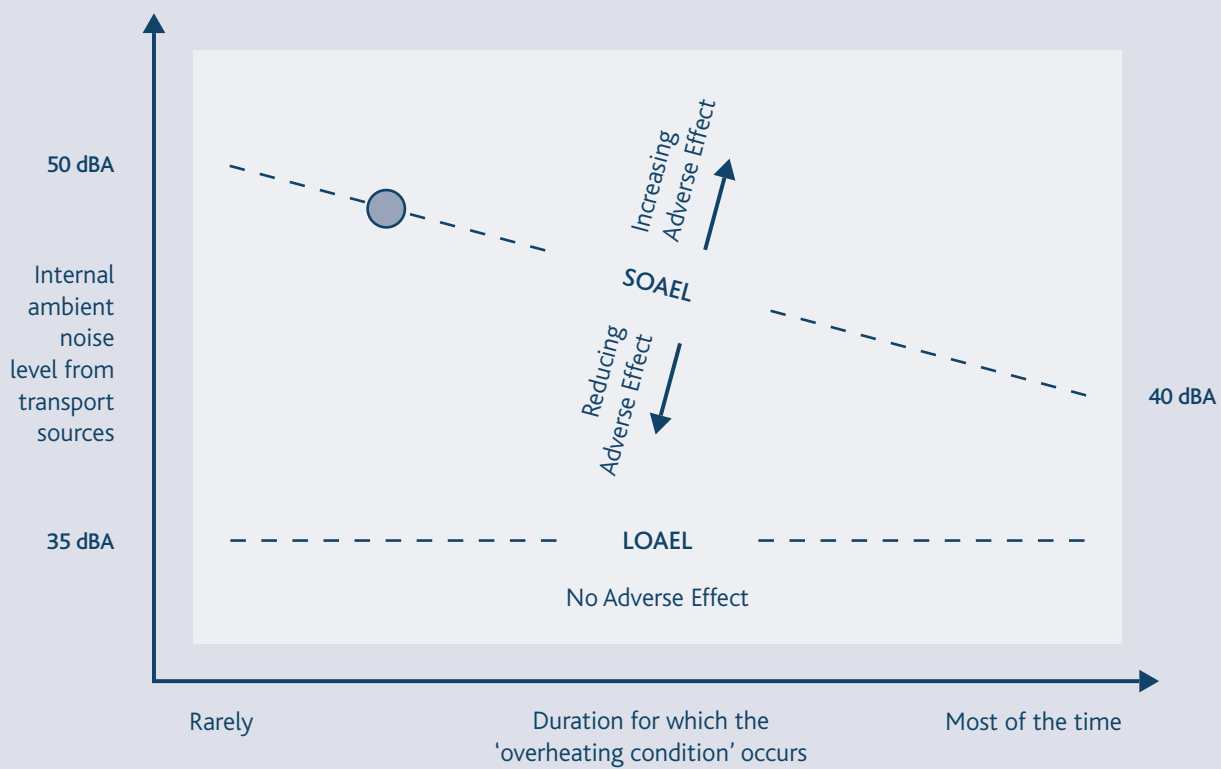 50 dBA
Increasing
Adverse Effect
Internal
ambient
noise
level from
transport
sources
SOAEL
Reducing
Adverse Effect
40 dBA
35 dBA
LOAEL
No Adverse Effect
Rarely
Duration for which the
‘overheating condition’ occurs
Most of the time